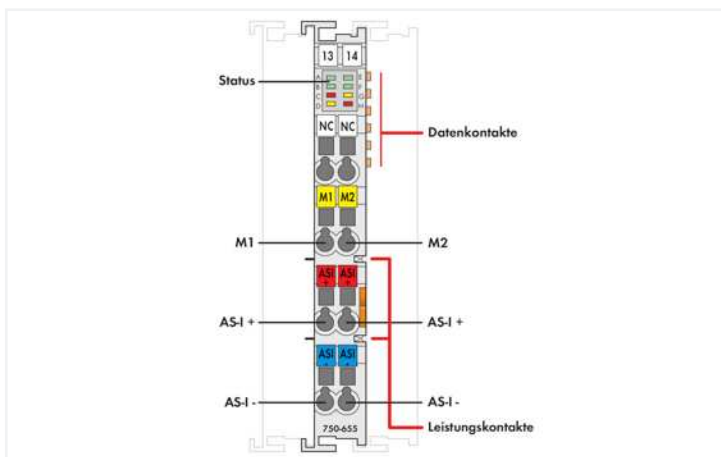 13 14
Status
A E
B F
C G
D H
NC NC
Datenkontakte
M1 M2
M1 M2
ASI + ASI +
AS-I + AS-I +
ASI - ASI -
AS-I - AS-I -
750-655
Leistungskontakte